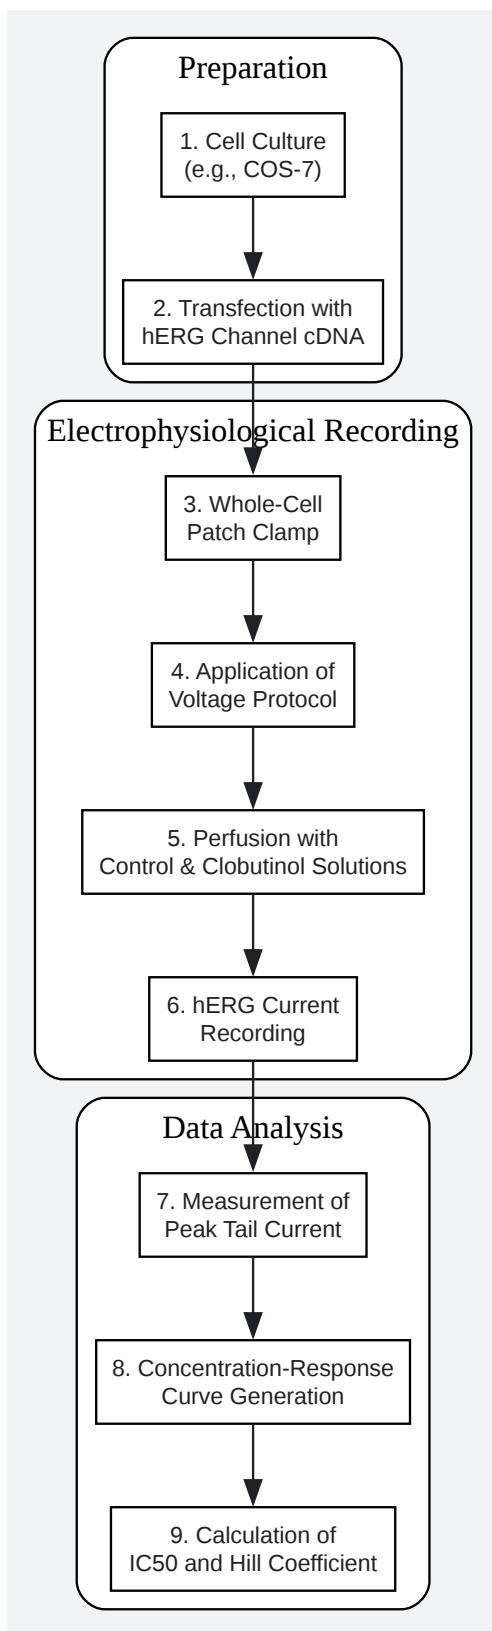 Preparation
1. Cell Culture
(e.g., COS-7)
2. Transfection with
hERG Channel cDNA
Electrophysiological Recording
3. Whole-Cell
Patch Clamp
4. Application of
Voltage Protocol
5. Perfusion with
Control & Clobutinol Solutions
6. hERG Current
Recording
Data Analysis
7. Measurement of
Peak Tail Current
8. Concentration-Response
Curve Generation
9. Calculation of
IC50 and Hill Coefficient